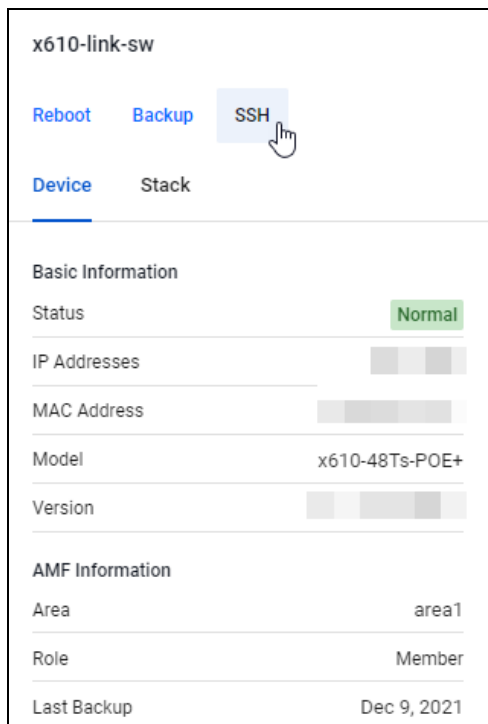 x610-link-sw
Reboot Backup SSH
Device Stack
Basic Information
Status Normal
IP Addresses
MAC Address
Model x610-48Ts-POE+
Version
AMF Information
Area area1
Role Member
Last Backup Dec 9, 2021